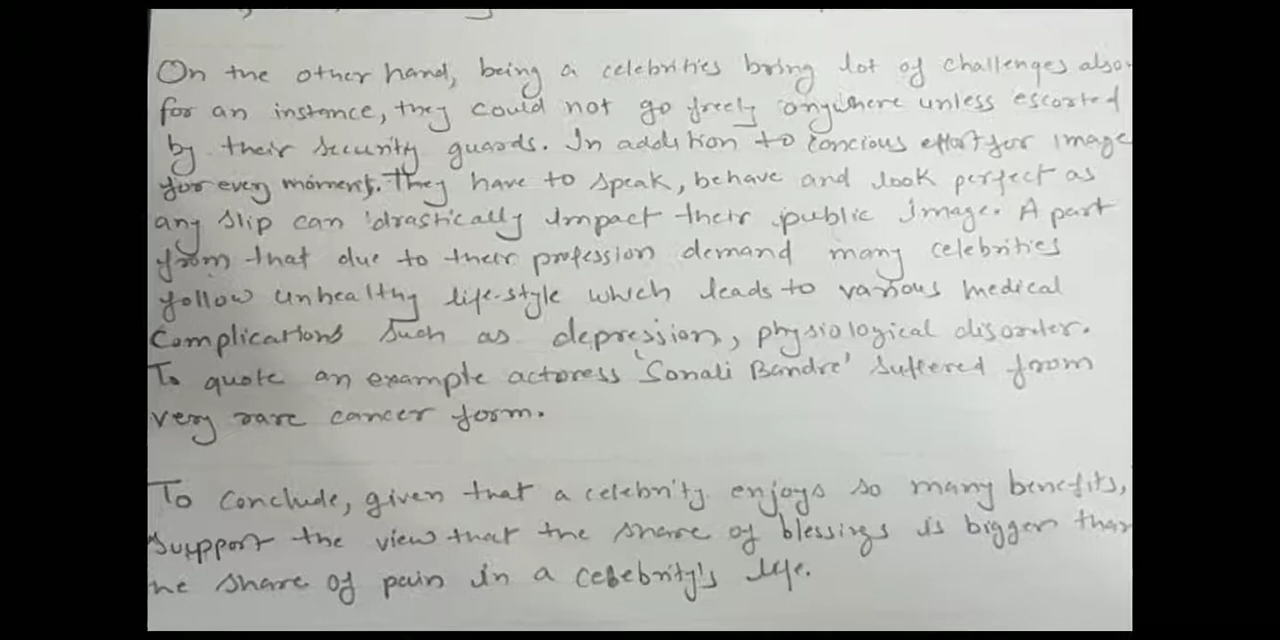 On the other hand, being a celebrities bring lot of challenges also
for an instance, they could not go freely anywhere unless escorted
by their security guards. In addition to concious effort for image
for every moment. They have to speak, behave and look perfect as
any slip can drastically impact their public image. A part
from that due to their profession demand many celebrities
follow unhealthy life-style which leads to various medical
Complications such as depression, physiological disorder.
To quote an example actoress 'Sonali Bendre' suffered from
very rare cancer form.
To conclude, given that a celebrity enjoys so many benefits,
support the view that the share of blessings is bigger than
he share of pain in a celebrity's life.